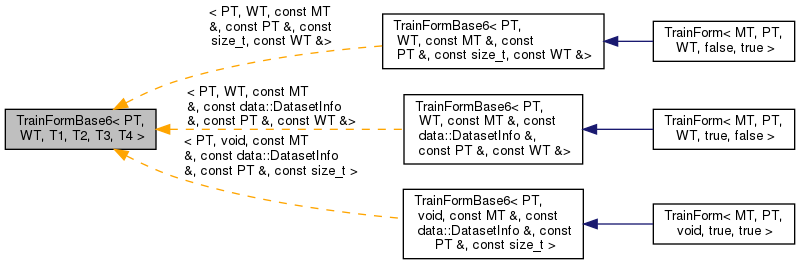 < PT, WT, const MT
&, const PT &, const
size_t, const WT &>
TrainFormBase6< PT,
WT, const MT &, const
PT &, const size_t, const WT &>
TrainForm< MT, PT,
WT, false, true >
TrainFormBase6< PT,
WT, T1, T2, T3, T4 >
< PT, WT, const MT
&, const data::DatasetInfo
&, const PT &, const WT &>
TrainFormBase6< PT,
WT, const MT &, const
data::DatasetInfo &,
const PT &, const WT &>
TrainForm< MT, PT,
WT, true, false >
< PT, void, const MT
&, const data::DatasetInfo
&, const PT &, const size_t >
TrainFormBase6< PT,
void, const MT &, const
data::DatasetInfo &, const
PT &, const size_t >
TrainForm< MT, PT,
void, true, true >